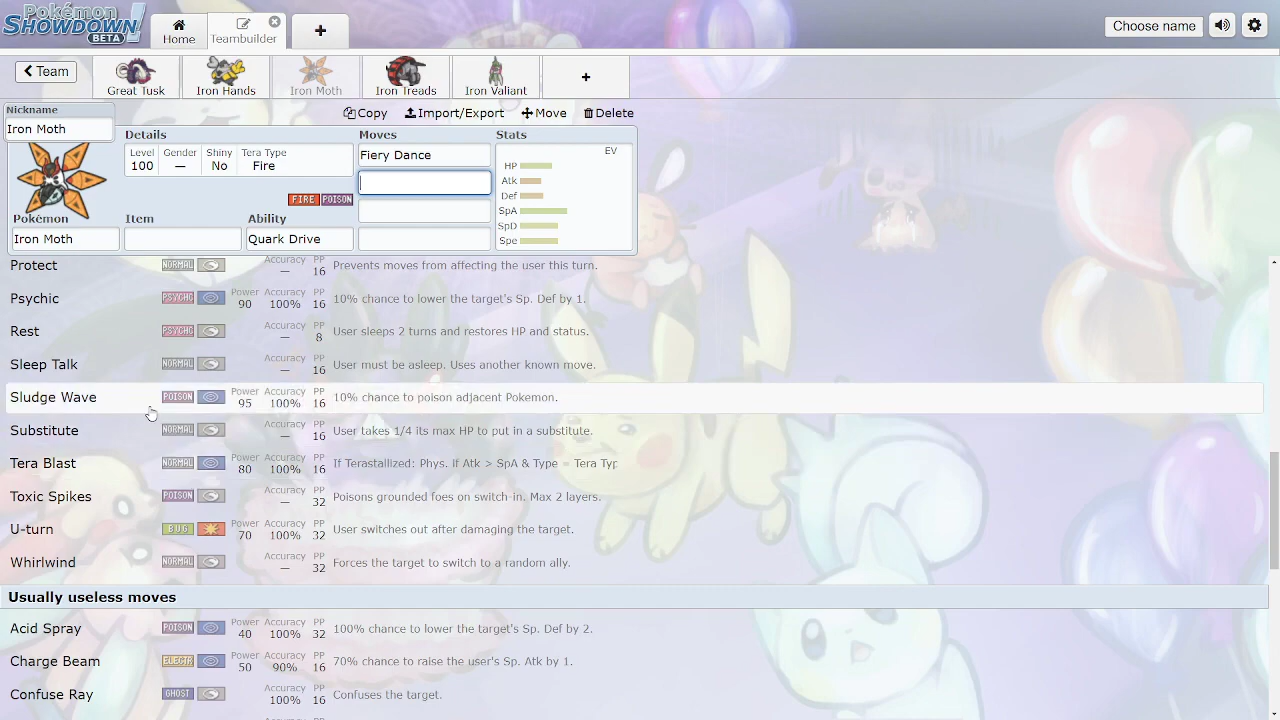 Pokémon
SHOWDOWN!
BETA
Home
Teambuilder
+
Choose name
< Team
Great Tusk
Iron Hands
Iron Moth
Iron Treads
Iron Valiant
+
Nickname
Iron Moth
Copy Import/Export Move Delete
Details
Level Gender Shiny Tera Type
100 — No Fire
FIRE POISON
Pokémon Item Ability
Iron Moth Quark Drive
Moves
Fiery Dance
Stats
EV
HP
Atk
Def
SpA
SpD
Spe
Protect NORMAL Accuracy — PP 16 Prevents moves from affecting the user this turn.
Psychic PSYCHC Power 90 Accuracy 100% PP 16 10% chance to lower the target's Sp. Def by 1.
Rest PSYCHC Accuracy — PP 8 User sleeps 2 turns and restores HP and status.
Sleep Talk NORMAL Accuracy — PP 16 User must be asleep. Uses another known move.
Sludge Wave POISON Power 95 Accuracy 100% PP 16 10% chance to poison adjacent Pokemon.
Substitute NORMAL Accuracy — PP 16 User takes 1/4 its max HP to put in a substitute.
Tera Blast NORMAL Power 80 Accuracy 100% PP 16 If Terastallized: Phys. if Atk > SpA & Type = Tera Typ
Toxic Spikes POISON Accuracy — PP 32 Poisons grounded foes on switch-in. Max 2 layers.
U-turn BUG Power 70 Accuracy 100% PP 32 User switches out after damaging the target.
Whirlwind NORMAL Accuracy — PP 32 Forces the target to switch to a random ally.
Usually useless moves
Acid Spray POISON Power 40 Accuracy 100% PP 32 100% chance to lower the target's Sp. Def by 2.
Charge Beam ELECTR Power 50 Accuracy 90% PP 16 70% chance to raise the user's Sp. Atk by 1.
Confuse Ray GHOST Accuracy 100% PP 16 Confuses the target.